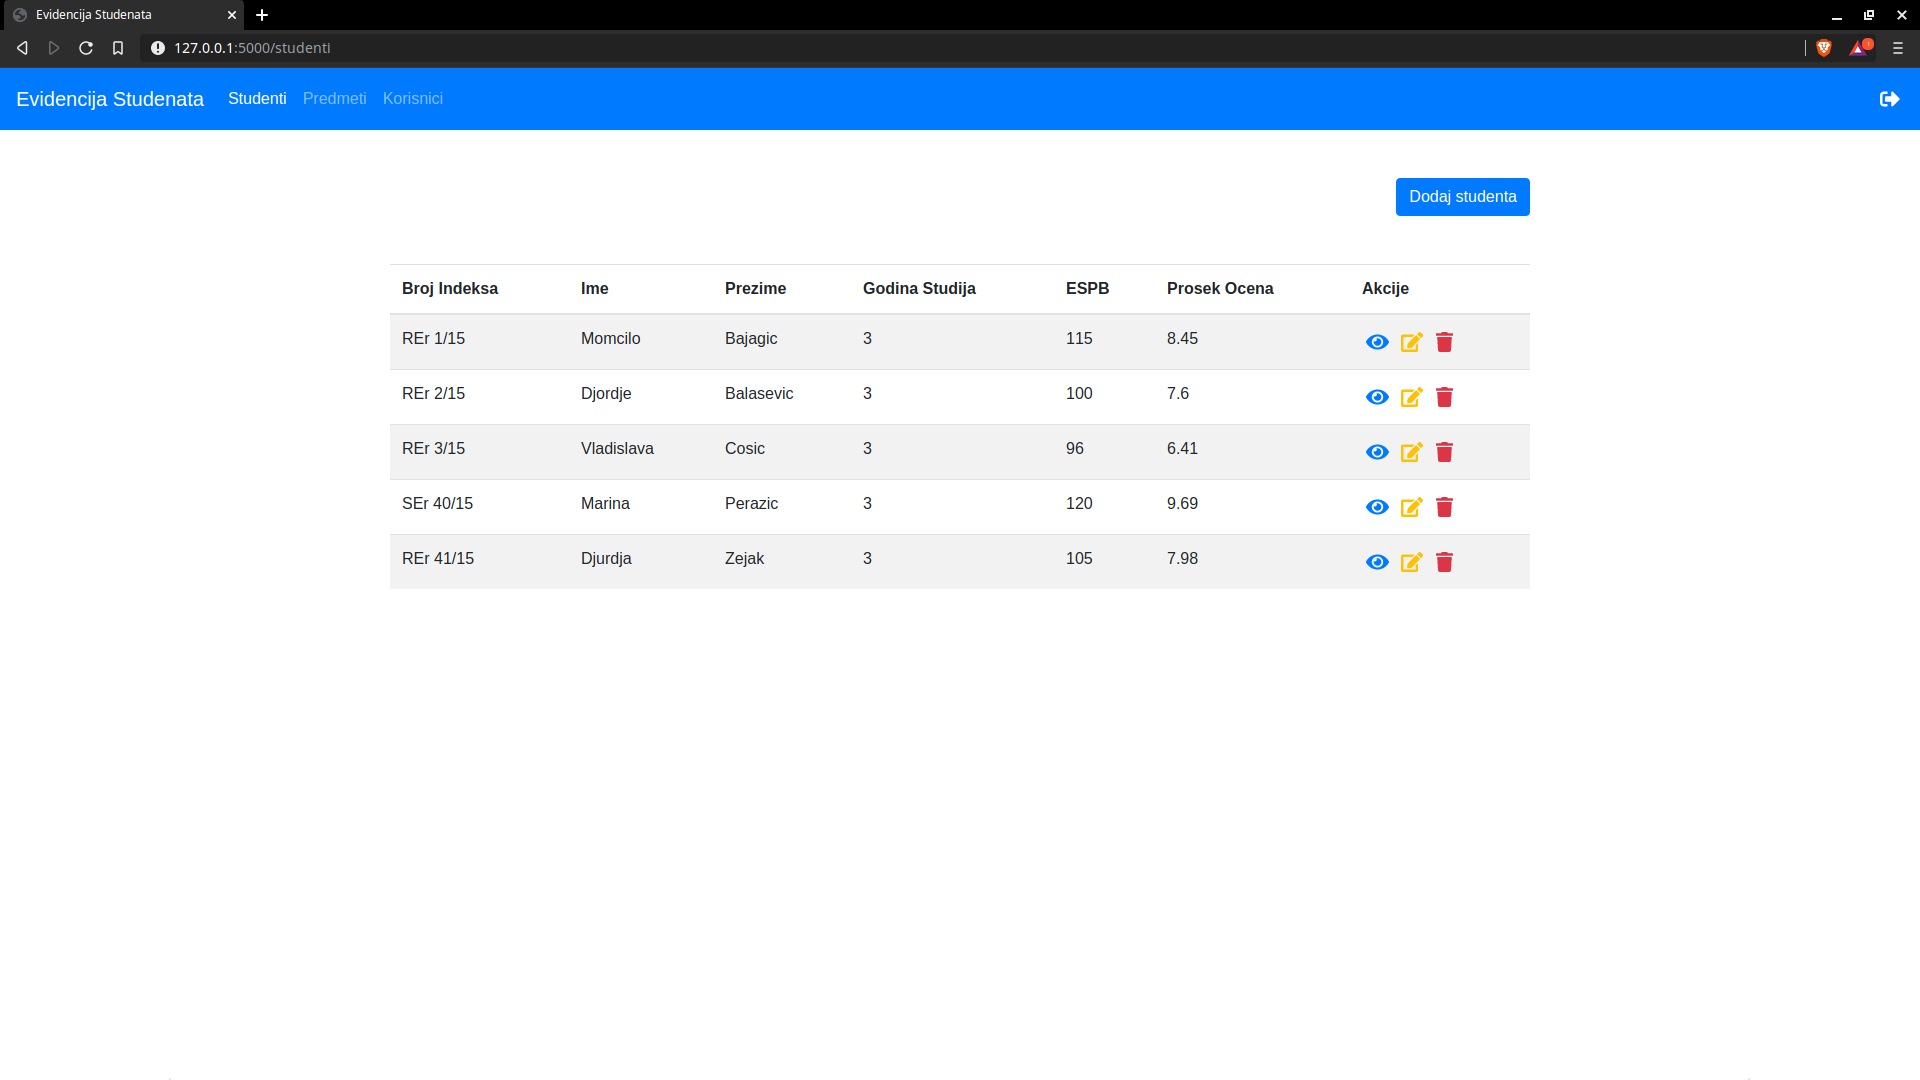 Evidencija Studenata
127.0.0.1:5000/studenti
Evidencija Studenata Studenti Predmeti Korisnici
Dodaj studenta
Broj Indeksa Ime Prezime Godina Studija ESPB Prosek Ocena Akcije
REr 1/15 Momcilo Bajagic 3 115 8.45
REr 2/15 Djordje Balasevic 3 100 7.6
REr 3/15 Vladislava Cosic 3 96 6.41
SEr 40/15 Marina Perazic 3 120 9.69
REr 41/15 Djurdja Zejak 3 105 7.98